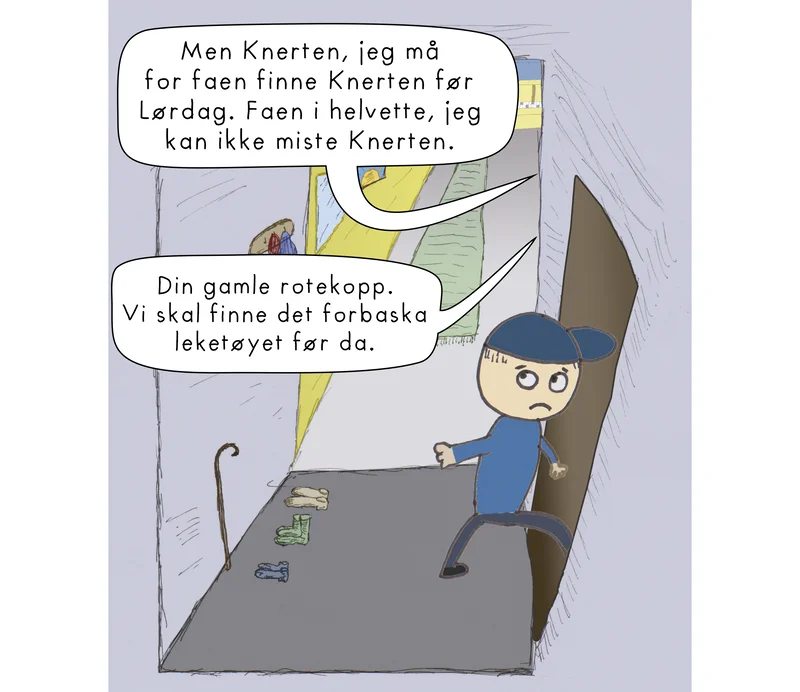 Men Knerten, jeg må
for faen finne Knerten før
Lørdag. Faen i helvette, jeg
kan ikke miste Knerten.
Din gamle rotekopp.
Vi skal finne det forbaska
leketøyet før da.